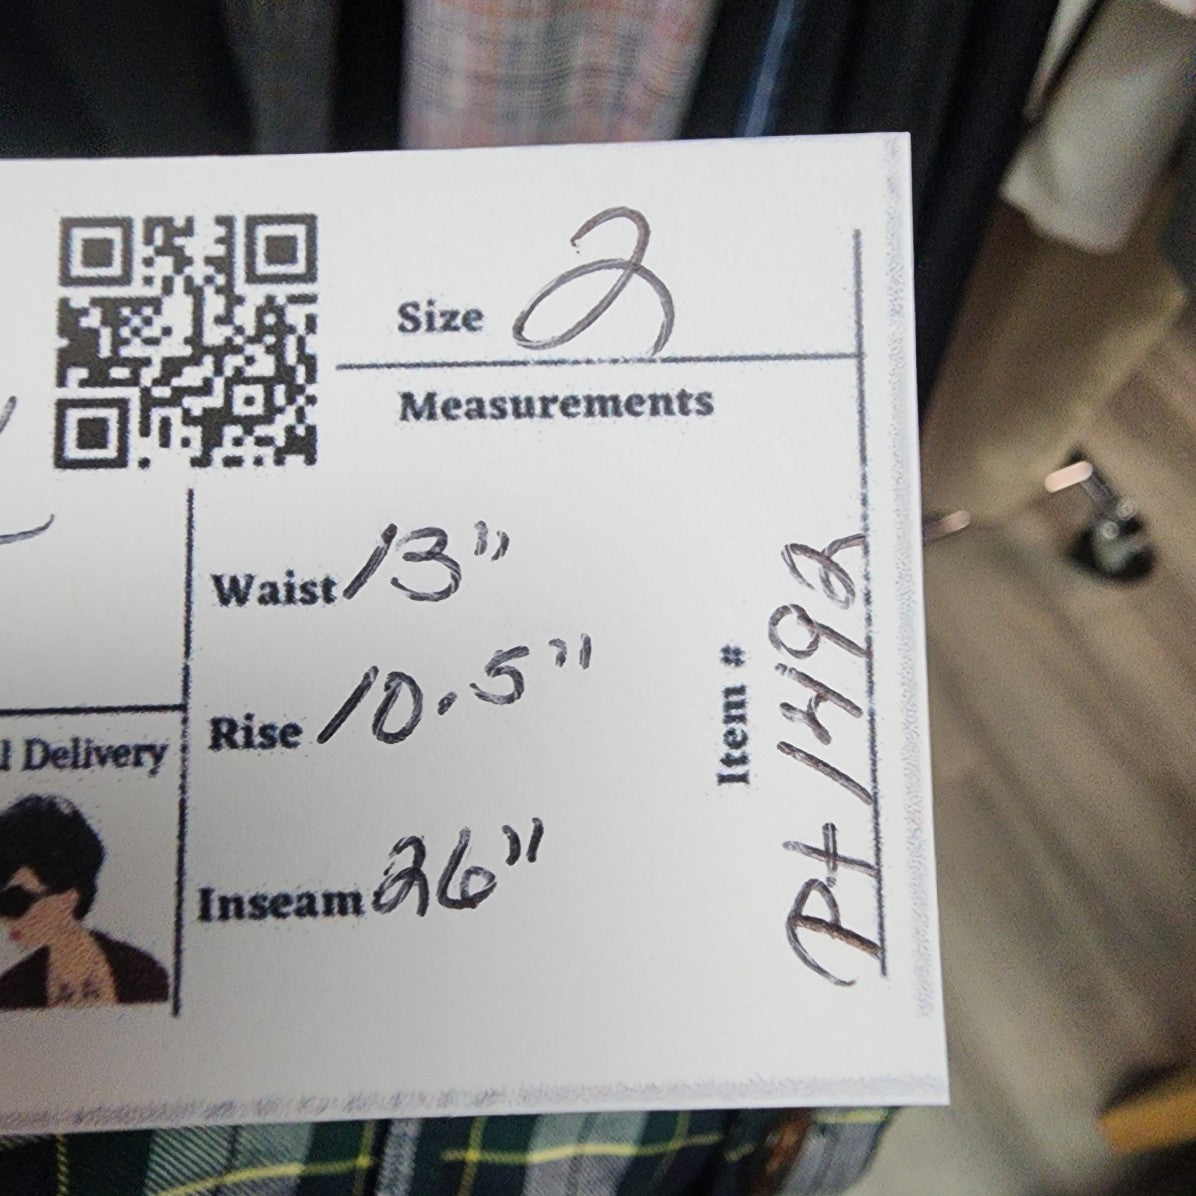 Size 2
Measurements
Waist 13"
Rise 10.5"
Inseam 26"
Delivery
Item # Pt 1492